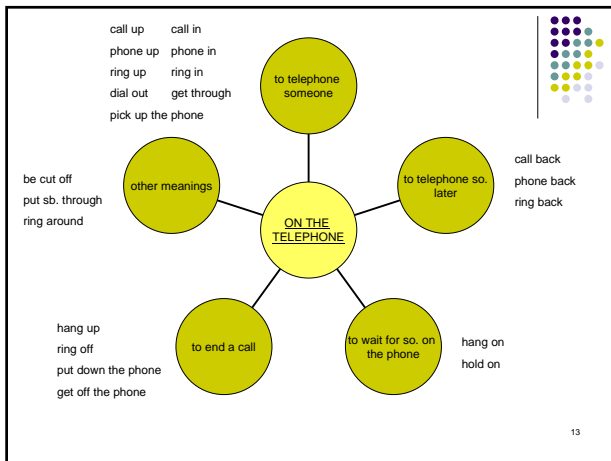 call up call in
phone up phone in
ring up ring in
dial out get through
pick up the phone
to telephone
someone
be cut off
put sb. through
ring around
other meanings
ON THE
TELEPHONE
to telephone so.
later
call back
phone back
ring back
hang up
ring off
put down the phone
get off the phone
to end a call
to wait for so. on
the phone
hang on
hold on
13